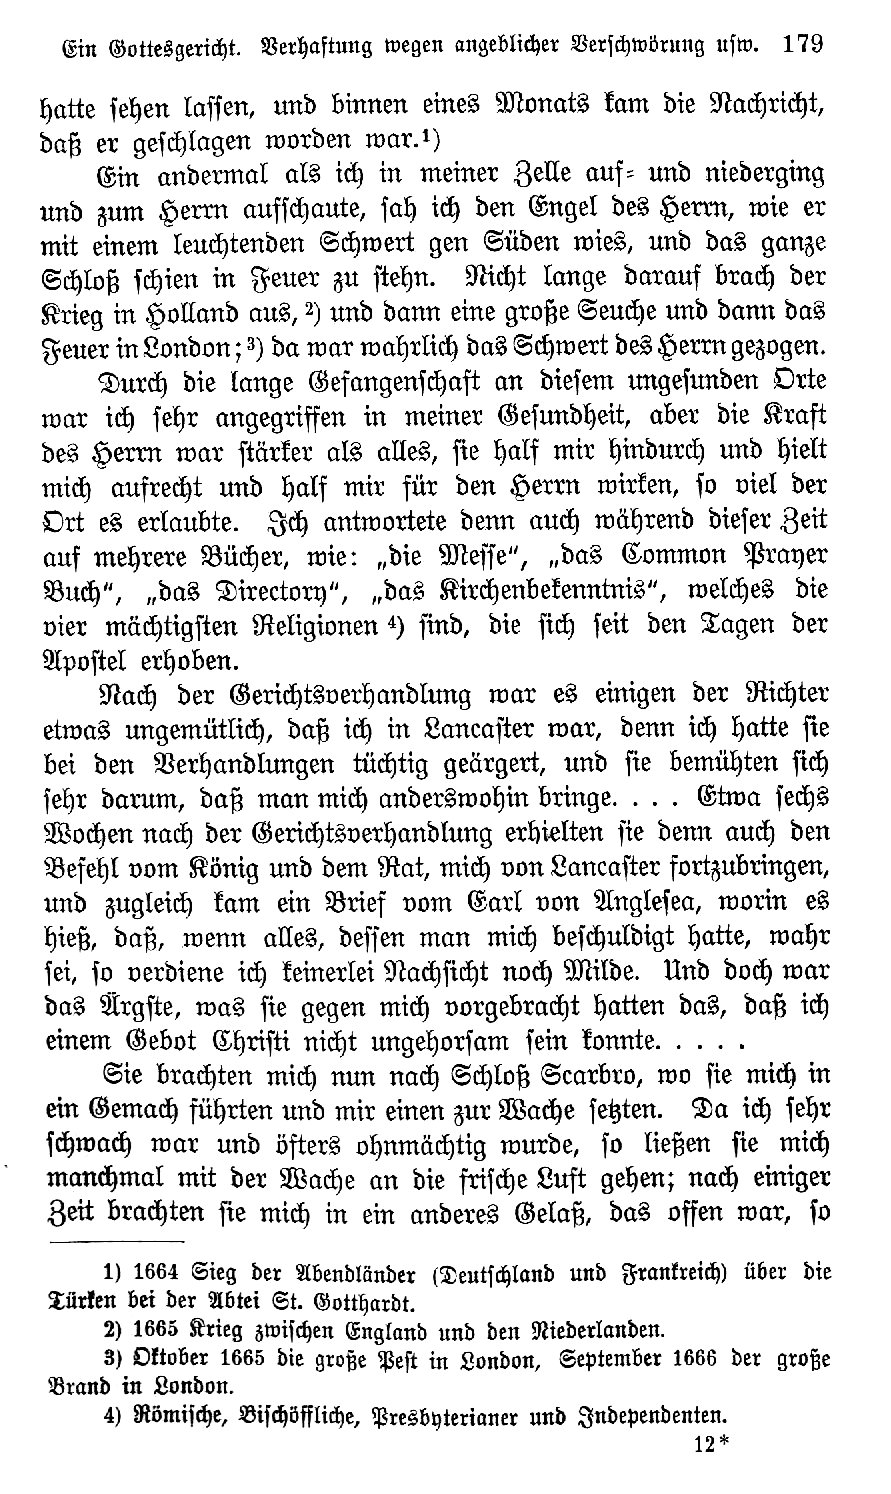 Ein Gottesgericht. Verhaftung wegen angeblicher Verschwörung usw. 179
hatte sehen lassen, und binnen eines Monats kam die Nachricht,
daß er geschlagen worden war.¹)
Ein andermal als ich in meiner Zelle auf- und niederging
und zum Herrn aufschaute, sah ich den Engel des Herrn, wie er
mit einem leuchtenden Schwert gen Süden wies, und das ganze
Schloß schien in Feuer zu stehn. Nicht lange darauf brach der
Krieg in Holland aus, ²) und dann eine große Seuche und dann das
Feuer in London; ³) da war wahrlich das Schwert des Herrn gezogen.
Durch die lange Gefangenschaft an diesem ungesunden Orte
war ich sehr angegriffen in meiner Gesundheit, aber die Kraft
des Herrn war stärker als alles, sie half mir hindurch und hielt
mich aufrecht und half mir für den Herrn wirken, so viel der
Ort es erlaubte. Ich antwortete denn auch während dieser Zeit
auf mehrere Bücher, wie: „die Messe“, „das Common Prayer
Buch“, „das Directory“, „das Kirchenbekenntnis“, welches die
vier mächtigsten Religionen ⁴) sind, die sich seit den Tagen der
Apostel erhoben.
Nach der Gerichtsverhandlung war es einigen der Richter
etwas ungemütlich, daß ich in Lancaster war, denn ich hatte sie
bei den Verhandlungen tüchtig geärgert, und sie bemühten sich
sehr darum, daß man mich anderswohin bringe. . . . Etwa sechs
Wochen nach der Gerichtsverhandlung erhielten sie denn auch den
Befehl vom König und dem Rat, mich von Lancaster fortzubringen,
und zugleich kam ein Brief vom Earl von Anglesea, worin es
hieß, daß, wenn alles, dessen man mich beschuldigt hatte, wahr
sei, so verdiene ich keinerlei Nachsicht noch Milde. Und doch war
das Ärgste, was sie gegen mich vorgebracht hatten das, daß ich
einem Gebot Christi nicht ungehorsam sein konnte. . . . .
Sie brachten mich nun nach Schloß Scarbro, wo sie mich in
ein Gemach führten und mir einen zur Wache setzten. Da ich sehr
schwach war und öfters ohnmächtig wurde, so ließen sie mich
manchmal mit der Wache an die frische Luft gehen; nach einiger
Zeit brachten sie mich in ein anderes Gelaß, das offen war, so
1) 1664 Sieg der Abendländer (Deutschland und Frankreich) über die
Türken bei der Abtei St. Gotthardt.
2) 1665 Krieg zwischen England und den Niederlanden.
3) Oktober 1665 die große Pest in London, September 1666 der große
Brand in London.
4) Römische, Bischöffliche, Presbyterianer und Independenten.
12*